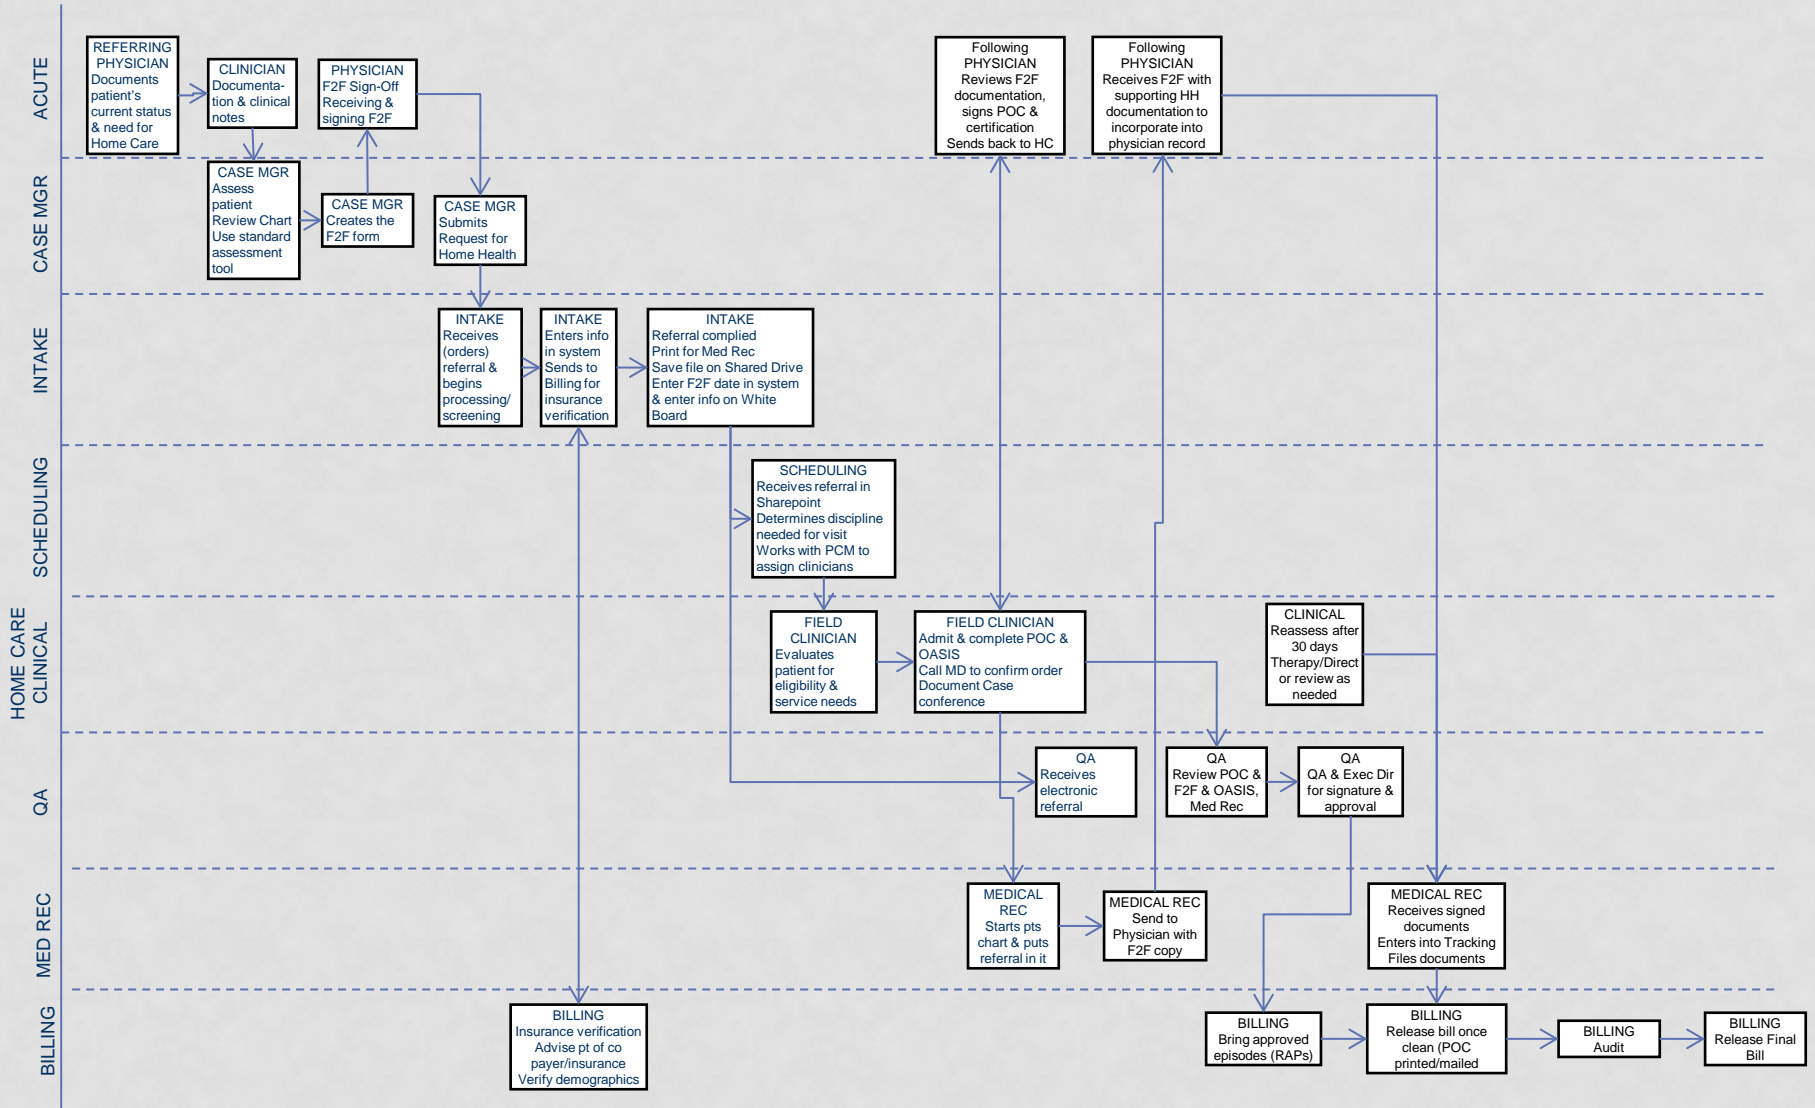 ACUTE
REFERRING
PHYSICIAN
Documents
patient's
current status
& need for
Home Care
CLINICIAN
Documenta-
tion & clinical
notes
PHYSICIAN
F2F Sign-Off
Receiving &
signing F2F
Following
PHYSICIAN
Reviews F2F
documentation,
signs POC &
certification
Sends back to HC
Following
PHYSICIAN
Receives F2F with
supporting HH
documentation to
incorporate into
physician record
CASE MGR
CASE MGR
Assess
patient
Review Chart
Use standard
assessment
tool
CASE MGR
Creates the
F2F form
CASE MGR
Submits
Request for
Home Health
INTAKE
INTAKE
Receives
(orders)
referral &
begins
processing/
screening
INTAKE
Enters info
in system
Sends to
Billing for
insurance
verification
INTAKE
Referral complied
Print for Med Rec
Save file on Shared Drive
Enter F2F date in system
& enter info on White
Board
SCHEDULING
SCHEDULING
Receives referral in
Sharepoint
Determines discipline
needed for visit
Works with PCM to
assign clinicians
HOME CARE
CLINICAL
FIELD
CLINICIAN
Evaluates
patient for
eligibility &
service needs
FIELD CLINICIAN
Admit & complete POC &
OASIS
Call MD to confirm order
Document Case
conference
CLINICAL
Reassess after
30 days
Therapy/Direct
or review as
needed
QA
QA
Receives
electronic
referral
QA
Review POC &
F2F & OASIS,
Med Rec
QA
QA & Exec Dir
for signature &
approval
MED REC
MEDICAL
REC
Starts pts
chart & puts
referral in it
MEDICAL REC
Send to
Physician with
F2F copy
MEDICAL REC
Receives signed
documents
Enters into Tracking
Files documents
BILLING
BILLING
Insurance verification
Advise pt of co
payer/insurance
Verify demographics
BILLING
Bring approved
episodes (RAPs)
BILLING
Release bill once
clean (POC
printed/mailed
BILLING
Audit
BILLING
Release Final
Bill